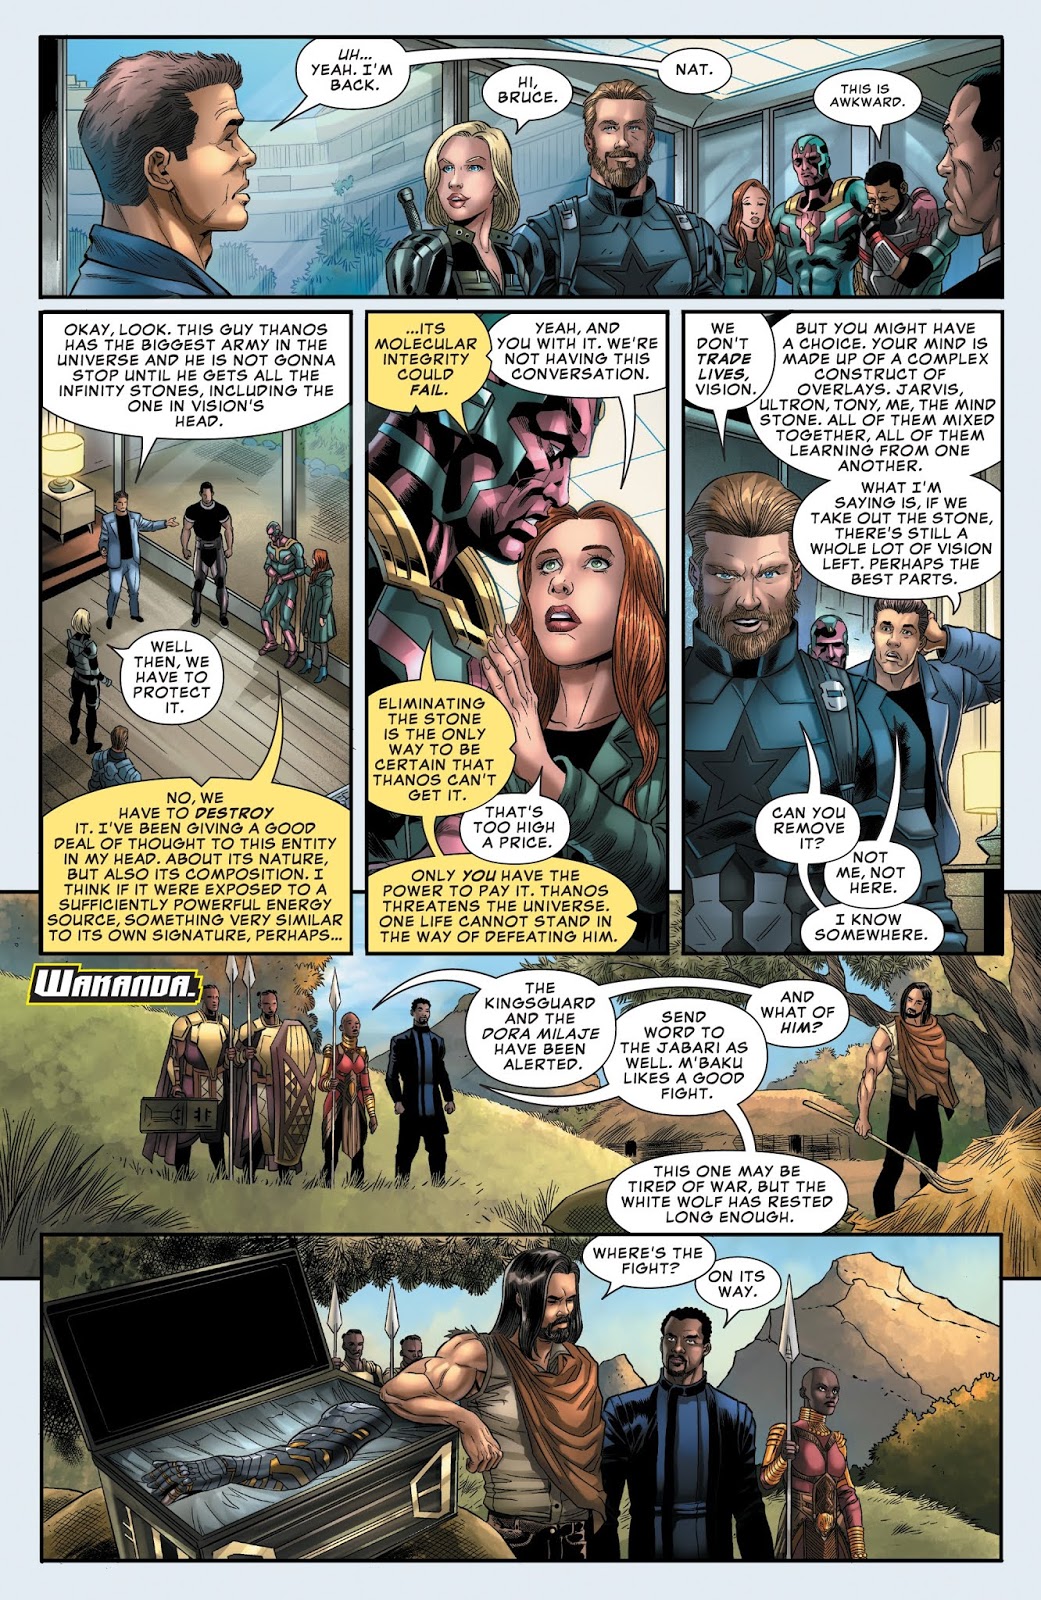 UH...
YEAH. I'M
BACK.
HI,
BRUCE.
NAT.
THIS IS
AWKWARD.
OKAY, LOOK. THIS GUY THANOS
HAS THE BIGGEST ARMY IN THE
UNIVERSE AND HE IS NOT GONNA
STOP UNTIL HE GETS ALL THE
INFINITY STONES, INCLUDING THE
ONE IN VISION'S
HEAD.
WELL
THEN, WE
HAVE TO
PROTECT
IT.
NO, WE
HAVE TO DESTROY
IT. I'VE BEEN GIVING A GOOD
DEAL OF THOUGHT TO THIS ENTITY
IN MY HEAD. ABOUT ITS NATURE,
BUT ALSO ITS COMPOSITION. I
THINK IF IT WERE EXPOSED TO A
SUFFICIENTLY POWERFUL ENERGY
SOURCE, SOMETHING VERY SIMILAR
TO ITS OWN SIGNATURE, PERHAPS...
...ITS
MOLECULAR
INTEGRITY
COULD
FAIL.
YEAH, AND
YOU WITH IT. WE'RE
NOT HAVING THIS
CONVERSATION.
ELIMINATING
THE STONE
IS THE ONLY
WAY TO BE
CERTAIN THAT
THANOS CAN'T
GET IT.
THAT'S
TOO HIGH
A PRICE.
ONLY YOU HAVE THE
POWER TO PAY IT. THANOS
THREATENS THE UNIVERSE.
ONE LIFE CANNOT STAND IN
THE WAY OF DEFEATING HIM.
WE
DON'T
TRADE
LIVES,
VISION.
BUT YOU MIGHT HAVE
A CHOICE. YOUR MIND IS
MADE UP OF A COMPLEX
CONSTRUCT OF
OVERLAYS. JARVIS,
ULTRON, TONY, ME, THE MIND
STONE. ALL OF THEM MIXED
TOGETHER, ALL OF THEM
LEARNING FROM ONE
ANOTHER.
WHAT I'M
SAYING IS, IF WE
TAKE OUT THE STONE,
THERE'S STILL A
WHOLE LOT OF VISION
LEFT. PERHAPS THE
BEST PARTS.
CAN YOU
REMOVE
IT?
NOT
ME, NOT
HERE.
I KNOW
SOMEWHERE.
WAKANDA.
THE
KINGSGUARD
AND THE
DORA MILAJE
HAVE BEEN
ALERTED.
SEND
WORD TO
THE JABARI AS
WELL. M'BAKU
LIKES A GOOD
FIGHT.
AND
WHAT OF
HIM?
THIS ONE MAY BE
TIRED OF WAR, BUT THE
WHITE WOLF HAS RESTED
LONG ENOUGH.
WHERE'S THE
FIGHT?
ON ITS
WAY.